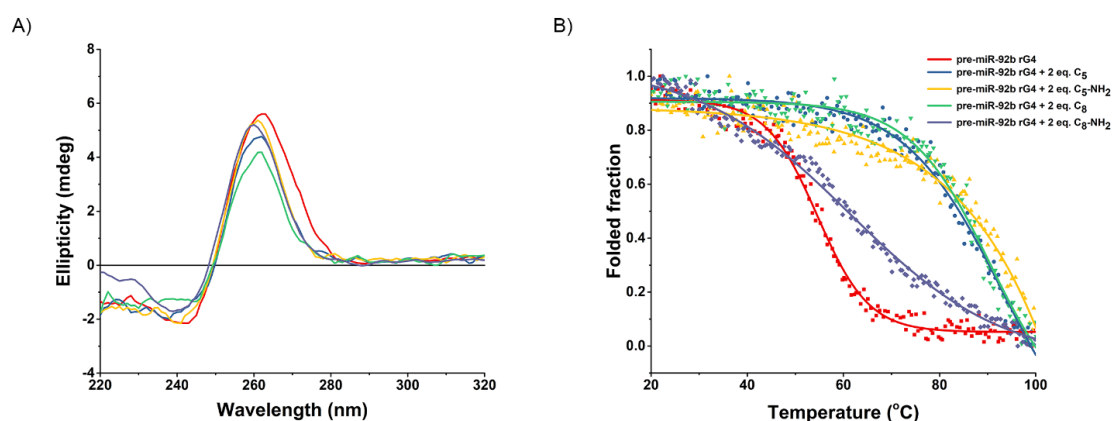 A)
B)
8
6
4
2
0
-2
-4
Ellipticity (mdeg)
220 240 260 280 300 320
Wavelength (nm)
1.0
0.8
0.6
0.4
0.2
0.0
Folded fraction
20 40 60 80 100
Temperature (°C)
pre-miR-92b rG4
pre-miR-92b rG4 + 2 eq. C₅
pre-miR-92b rG4 + 2 eq. C₅-NH₂
pre-miR-92b rG4 + 2 eq. C₈
pre-miR-92b rG4 + 2 eq. C₈-NH₂